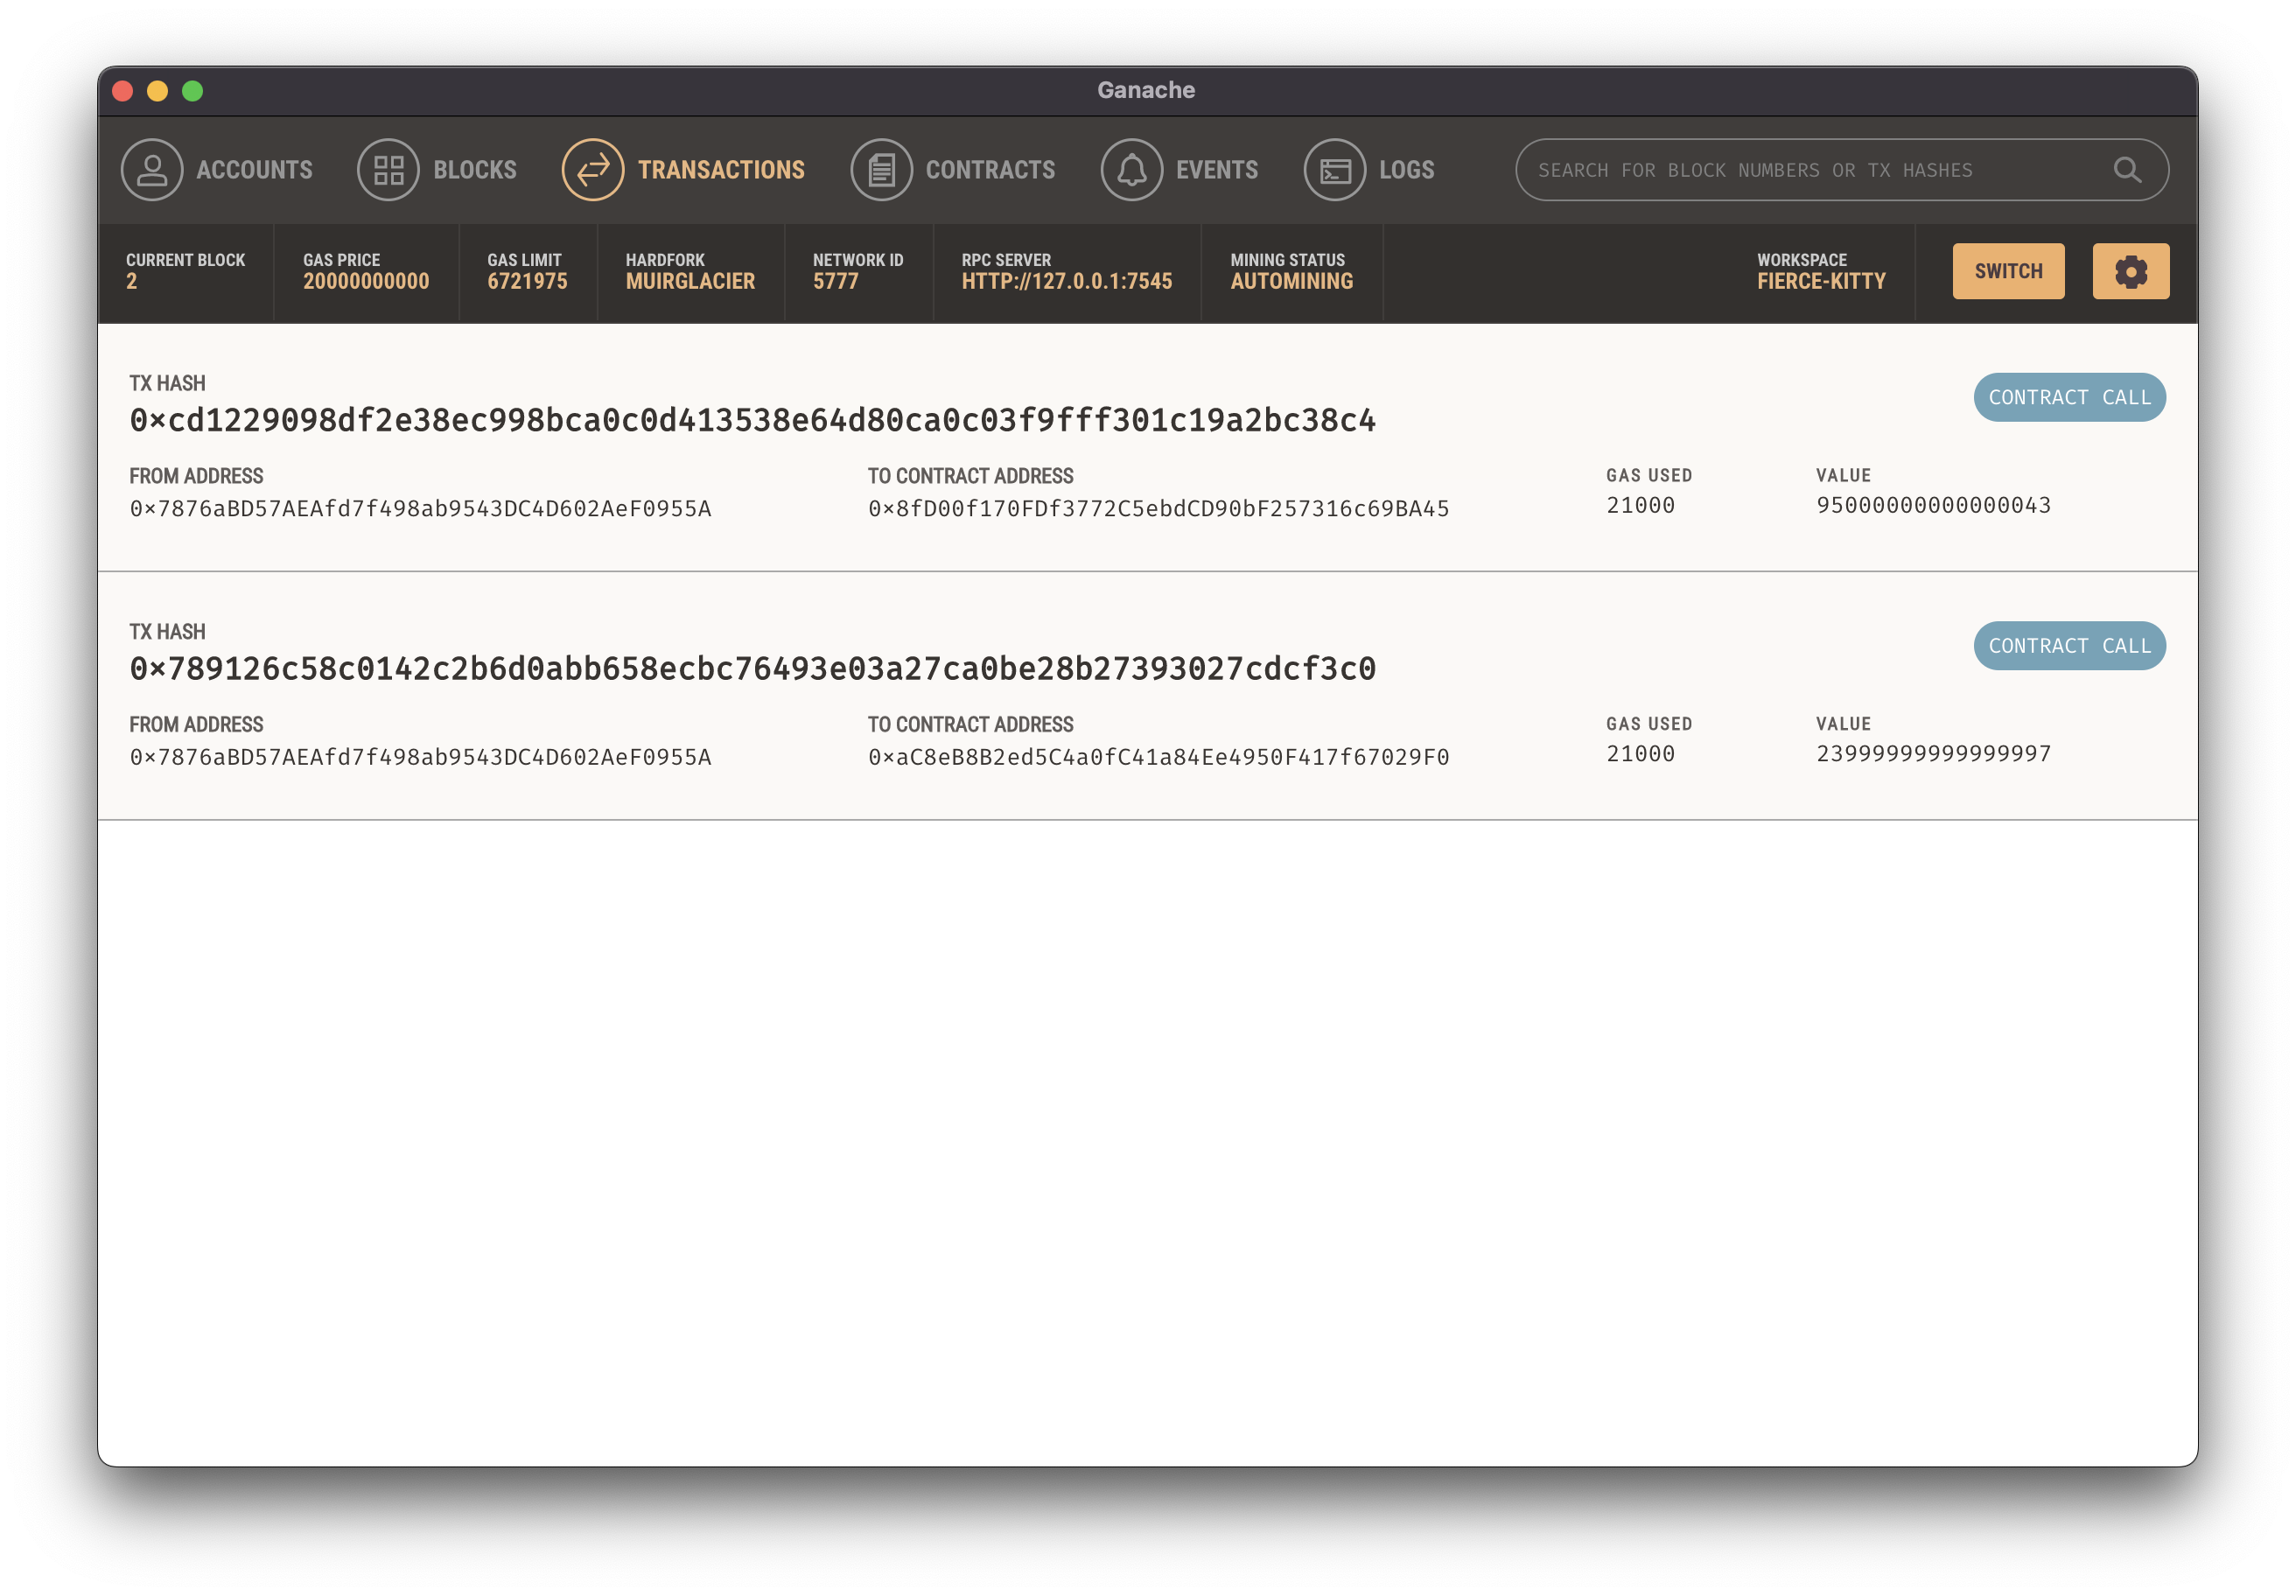 Ganache
ACCOUNTS BLOCKS TRANSACTIONS CONTRACTS EVENTS LOGS SEARCH FOR BLOCK NUMBERS OR TX HASHES
CURRENT BLOCK GAS PRICE GAS LIMIT HARDFORK NETWORK ID RPC SERVER MINING STATUS WORKSPACE
2 20000000000 6721975 MUIRGLACIER 5777 HTTP://127.0.0.1:7545 AUTOMINING FIERCE-KITTY SWITCH
TX HASH
0×cd1229098df2e38ec998bca0c0d413538e64d80ca0c03f9fff301c19a2bc38c4 CONTRACT CALL
FROM ADDRESS TO CONTRACT ADDRESS GAS USED VALUE
0×7876aBD57AEAfd7f498ab9543DC4D602AeF0955A 0×8fD00f170FDf3772C5ebdCD90bF257316c69BA45 21000 95000000000000043
TX HASH
0×789126c58c0142c2b6d0abb658ecbc76493e03a27ca0be28b27393027cdcf3c0 CONTRACT CALL
FROM ADDRESS TO CONTRACT ADDRESS GAS USED VALUE
0×7876aBD57AEAfd7f498ab9543DC4D602AeF0955A 0×aC8eB8B2ed5C4a0fC41a84Ee4950F417f67029F0 21000 23999999999999997